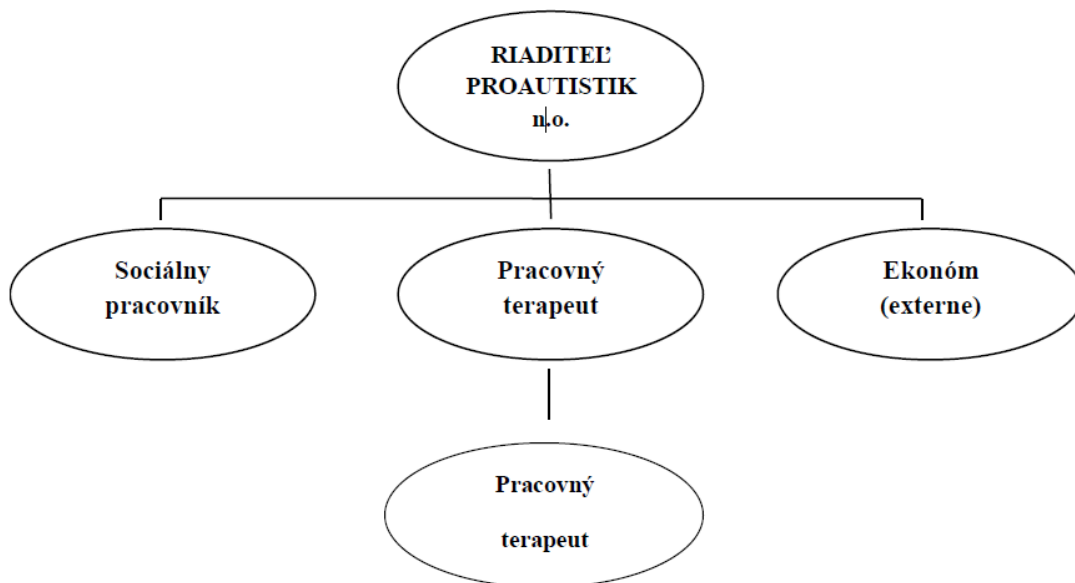 RIADITEĽ
PROAUTISTIK
n.o.
Sociálny
pracovník
Pracovný
terapeut
Ekonóm
(externe)
Pracovný
terapeut